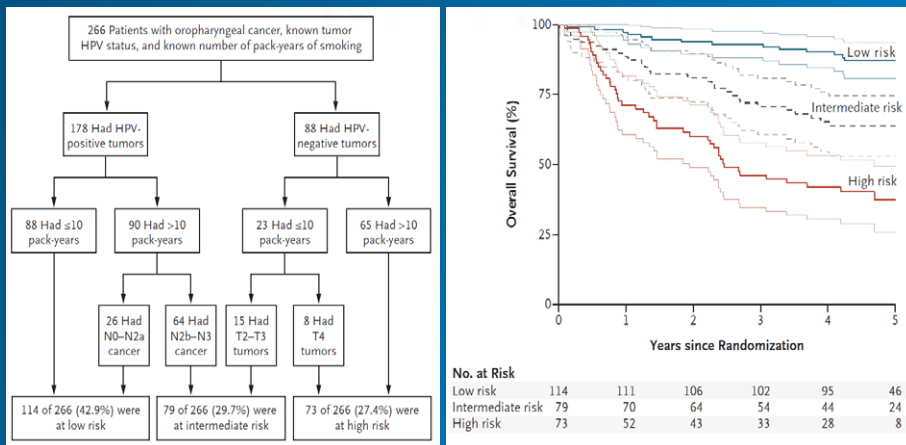 266 Patients with oropharyngeal cancer, known tumor
HPV status, and known number of pack-years of smoking
178 Had HPV-
positive tumors
88 Had HPV-
negative tumors
88 Had ≤10
pack-years
90 Had >10
pack-years
23 Had ≤10
pack-years
65 Had >10
pack-years
26 Had
N0–N2a
cancer
64 Had
N2b–N3
cancer
15 Had
T2–T3
tumors
8 Had
T4
tumors
114 of 266 (42.9%) were
at low risk
79 of 266 (29.7%) were
at intermediate risk
73 of 266 (27.4%) were
at high risk
Overall Survival (%)
100
75
50
25
0
Low risk
Intermediate risk
High risk
0 1 2 3 4 5
Years since Randomization
No. at Risk
Low risk 114 111 106 102 95 46
Intermediate risk 79 70 64 54 44 24
High risk 73 52 43 33 28 8